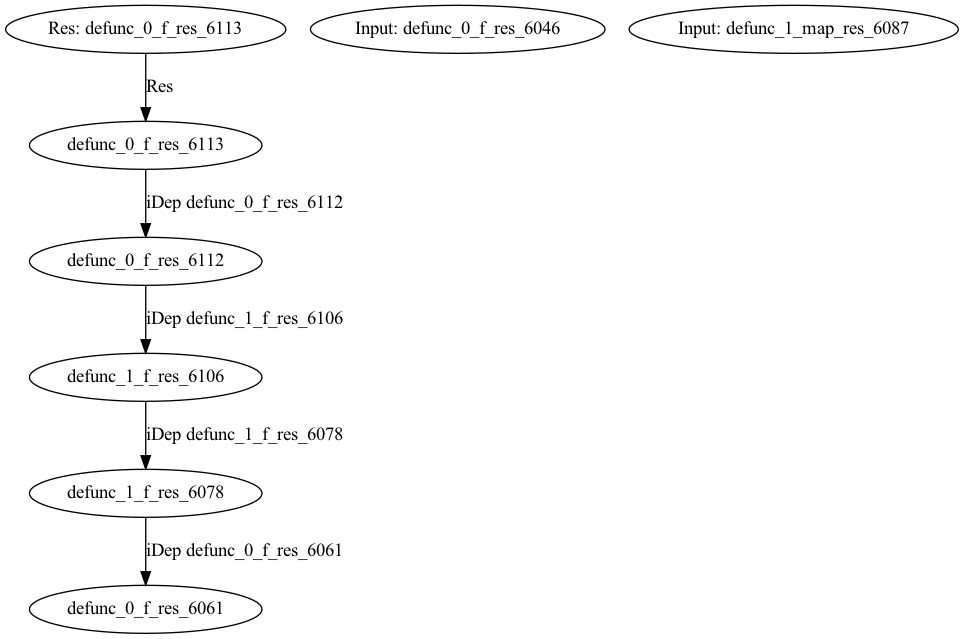 Res: defunc_0_f_res_6113
Input: defunc_0_f_res_6046
Input: defunc_1_map_res_6087
Res
defunc_0_f_res_6113
iDep defunc_0_f_res_6112
defunc_0_f_res_6112
iDep defunc_1_f_res_6106
defunc_1_f_res_6106
iDep defunc_1_f_res_6078
defunc_1_f_res_6078
iDep defunc_0_f_res_6061
defunc_0_f_res_6061